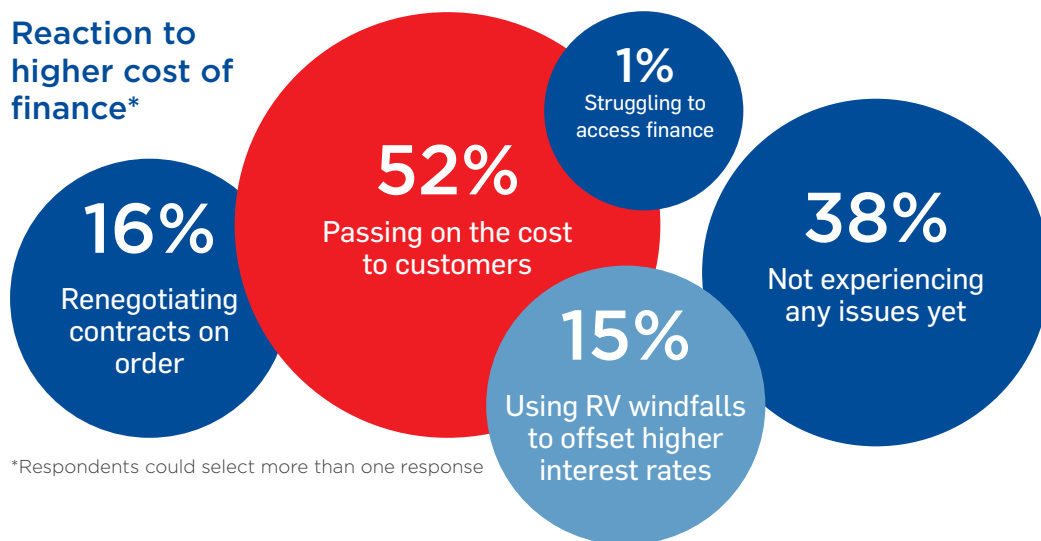 Reaction to
higher cost of
finance*
16%
Renegotiating
contracts on
order
52%
Passing on the cost
to customers
1%
Struggling to
access finance
15%
Using RV windfalls
to offset higher
interest rates
38%
Not experiencing
any issues yet
*Respondents could select more than one response